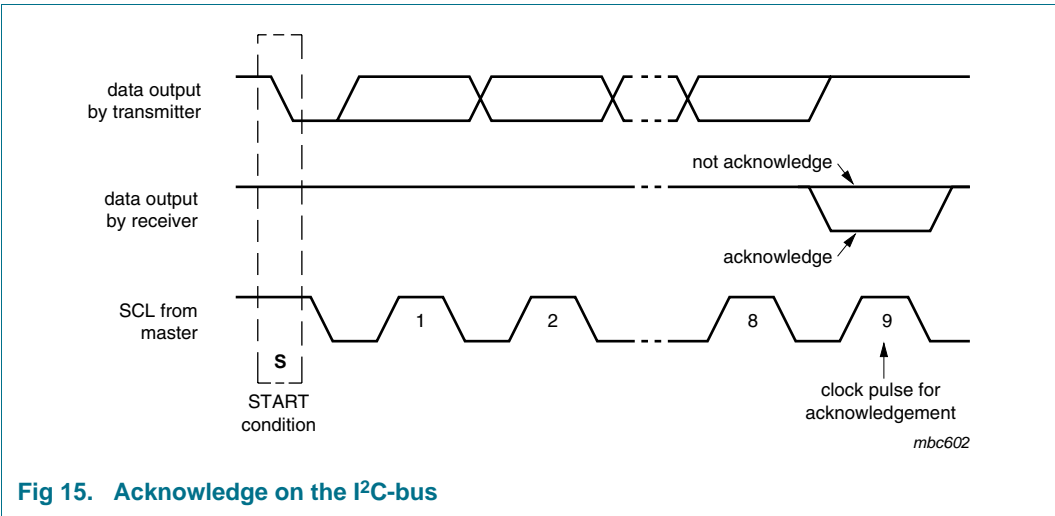 data output
by transmitter
not acknowledge
data output
by receiver
acknowledge
SCL from
master
1
2
8
9
S
START
condition
clock pulse for
acknowledgement
mbc602
Fig 15. Acknowledge on the I²C-bus